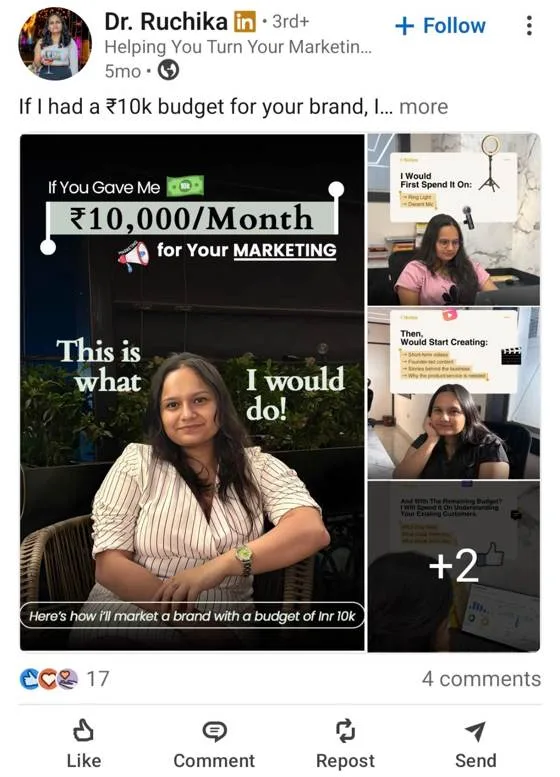 Dr. Ruchika in • 3rd+
+ Follow
Helping You Turn Your Marketin...
5mo •
If I had a ₹10k budget for your brand, I... more
If You Gave Me 10k
₹10,000/Month
for Your MARKETING
This is
what
I would
do!
Here's how i'll market a brand with a budget of Inr 10k
I Would
First Spend It On:
→ Ring Light
→ Decent Mic
Then,
Would Start Creating:
→ Short-form videos
→ Founder-led content
→ Stories behind the business
→ Why the product/service is needed
And With The Remaining Budget?
I Will Spend It On Understanding
Your Existing Customers.
+2
17
4 comments
Like
Comment
Repost
Send